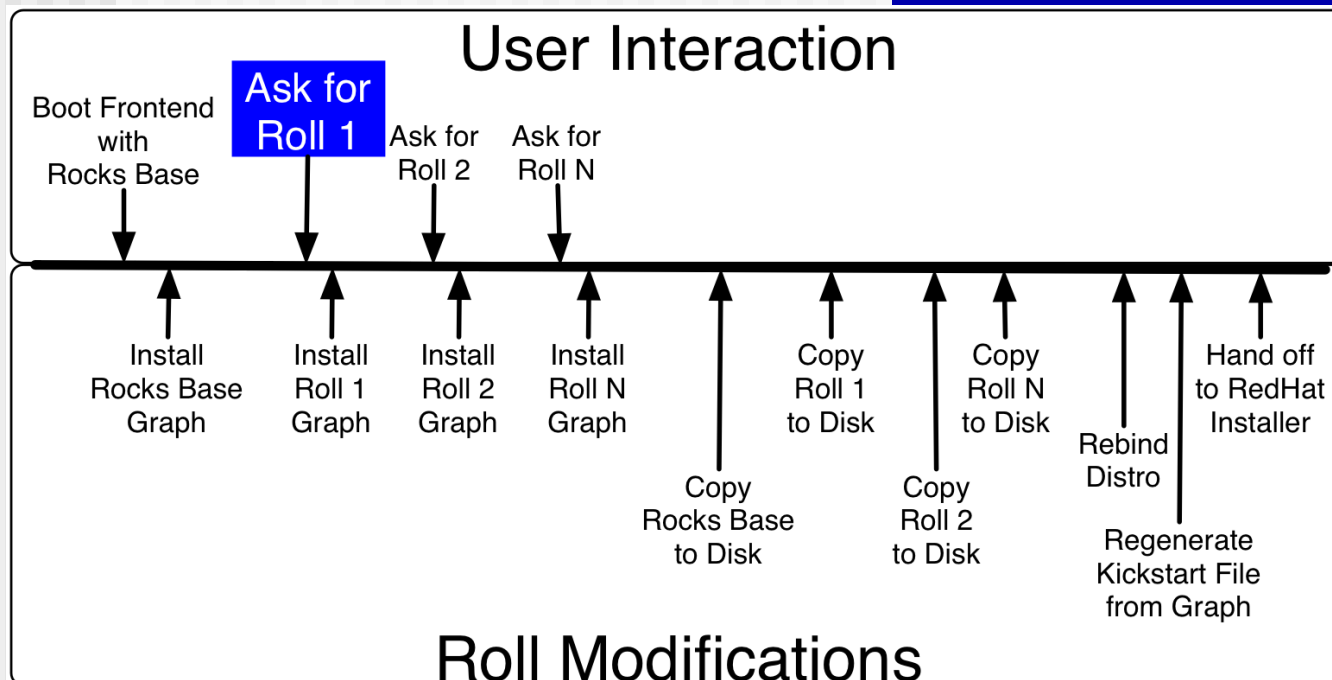 User Interaction
Boot Frontend
with
Rocks Base
Ask for
Roll 1
Ask for
Roll 2
Ask for
Roll N
Install
Rocks Base
Graph
Install
Roll 1
Graph
Install
Roll 2
Graph
Install
Roll N
Graph
Copy
Rocks Base
to Disk
Copy
Roll 1
to Disk
Copy
Roll 2
to Disk
Copy
Roll N
to Disk
Rebind
Distro
Regenerate
Kickstart File
from Graph
Hand off
to RedHat
Installer
Roll Modifications